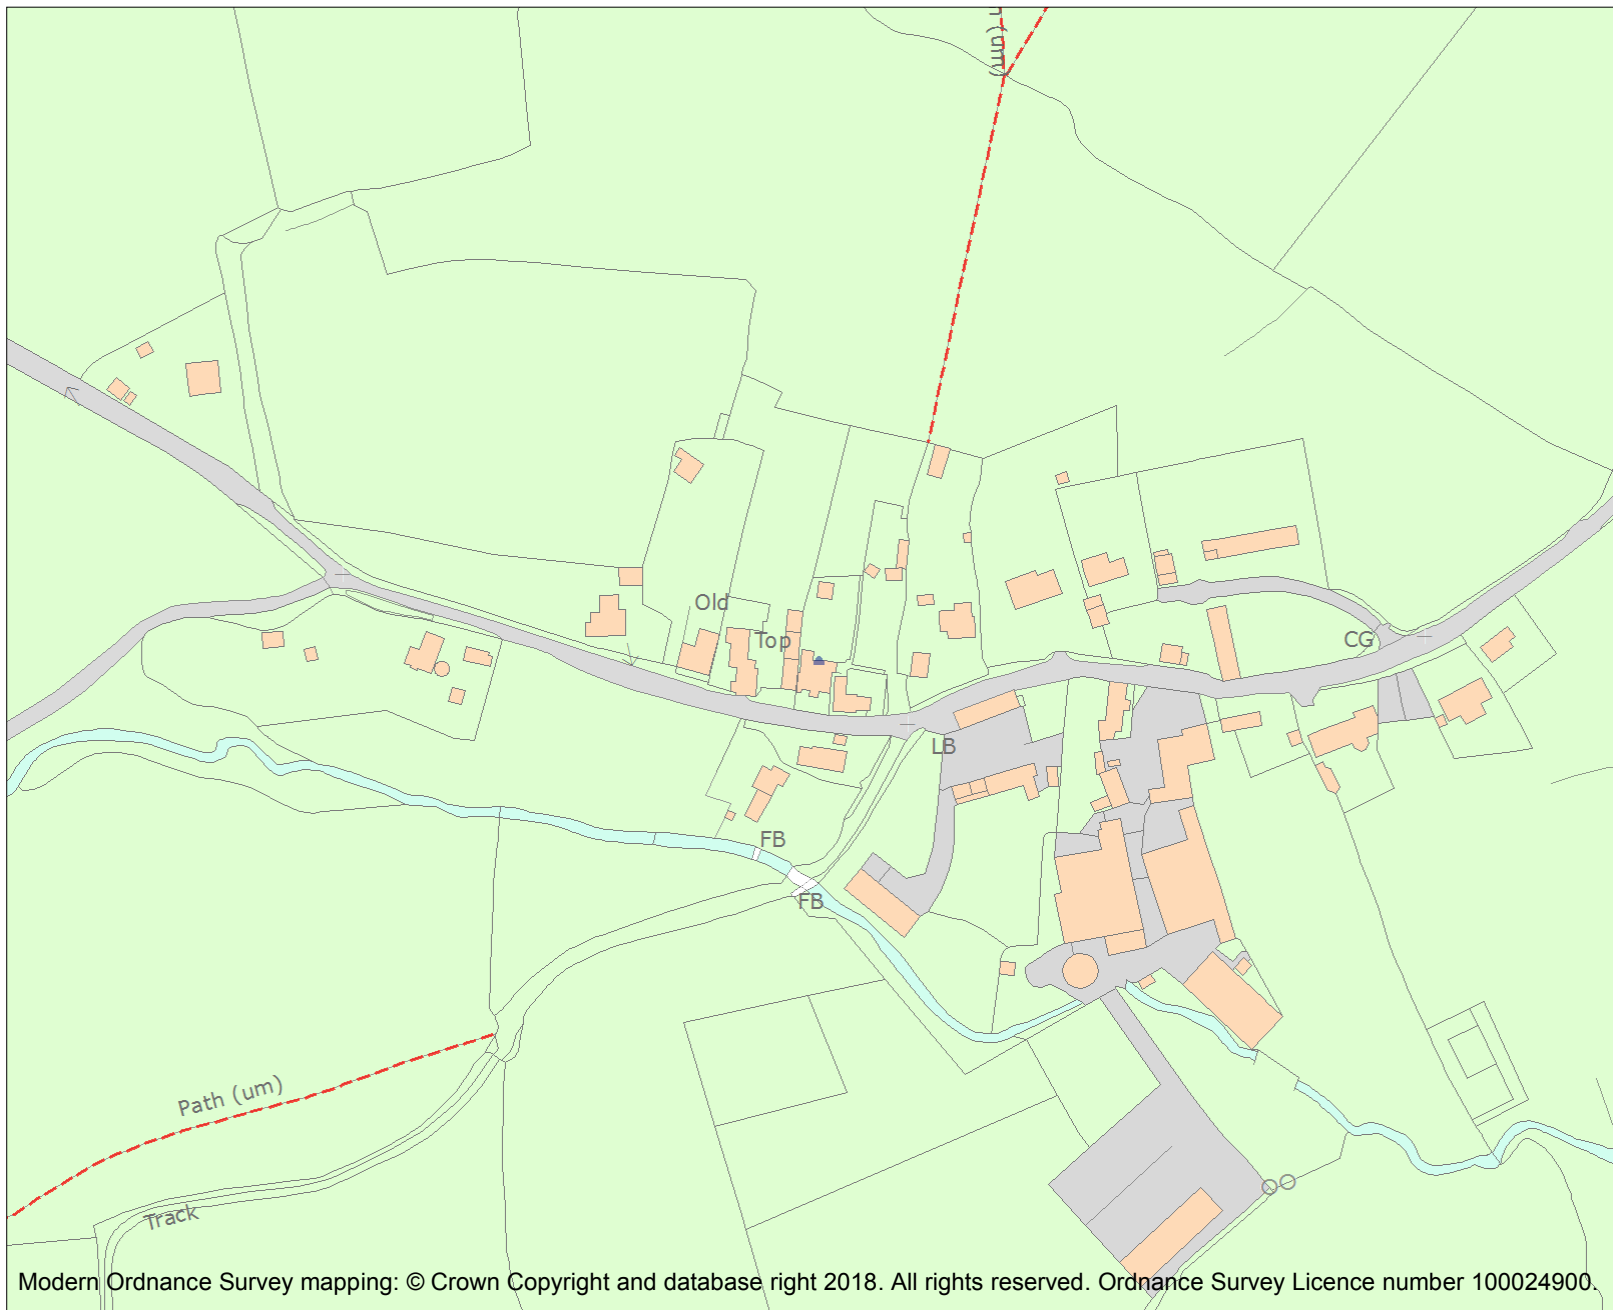 (um)
Old
Top
CG
LB
FB
FB
Path (um)
Track
Modern Ordnance Survey mapping: © Crown Copyright and database right 2018. All rights reserved. Ordnance Survey Licence number 100024900.